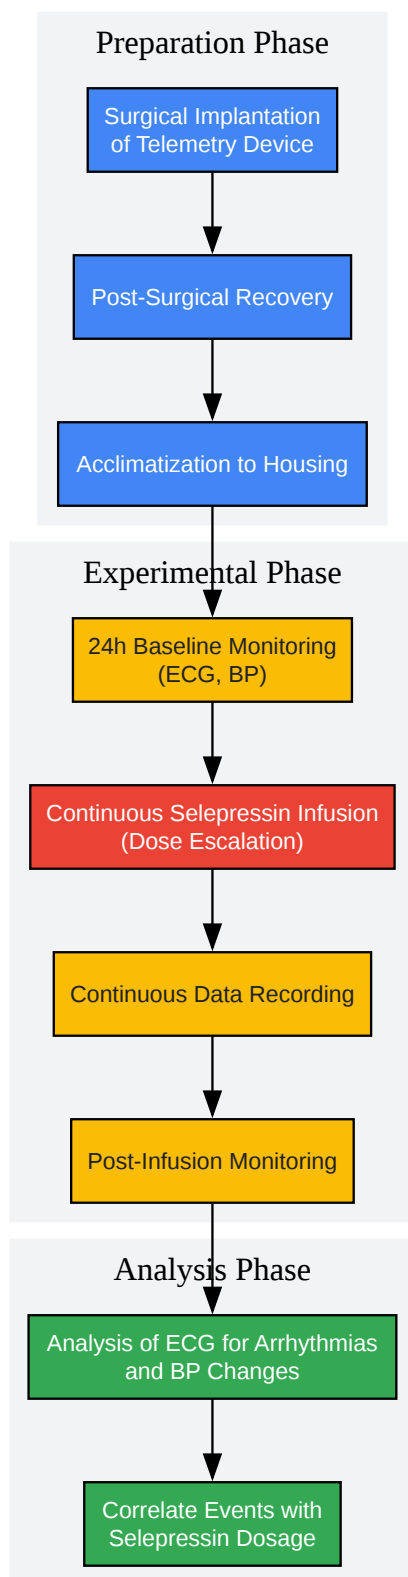 Preparation Phase
Surgical Implantation
of Telemetry Device
Post-Surgical Recovery
Acclimatization to Housing
Experimental Phase
24h Baseline Monitoring
(ECG, BP)
Continuous Selepressin Infusion
(Dose Escalation)
Continuous Data Recording
Post-Infusion Monitoring
Analysis Phase
Analysis of ECG for Arrhythmias
and BP Changes
Correlate Events with
Selepressin Dosage